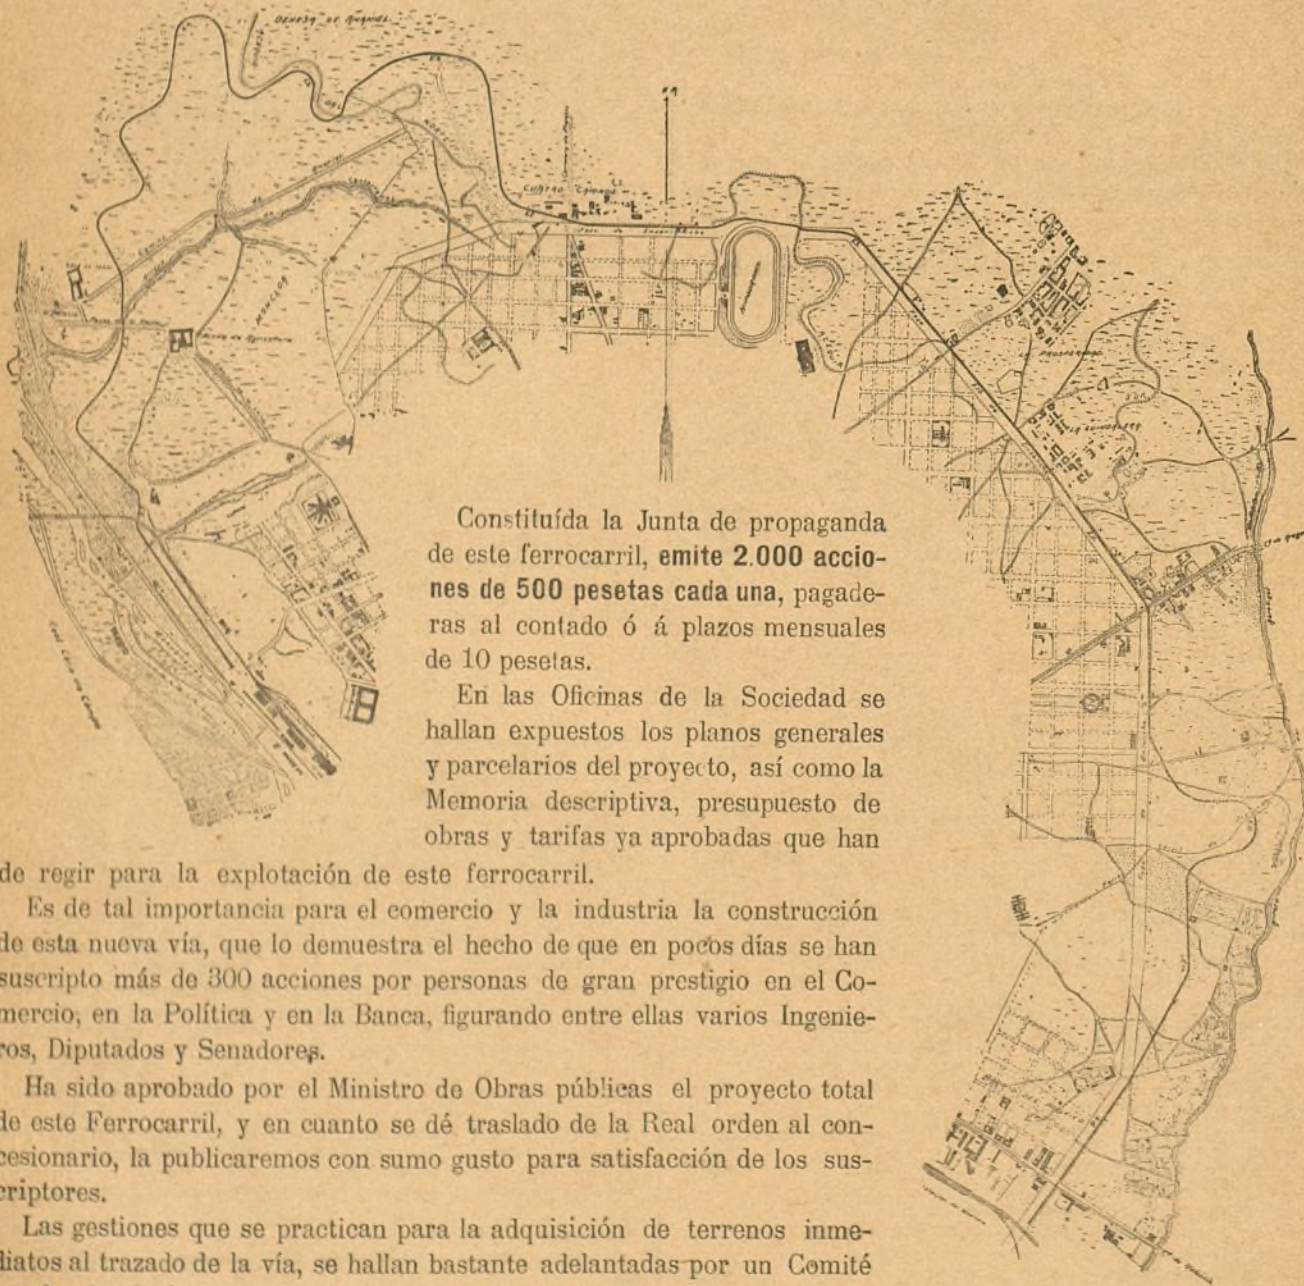 DEHESA DE AMANIEL
CUATRO CAMINOS
MONCLOA
PROSPERIDAD
Constituída la Junta de propaganda
de este ferrocarril, emite 2.000 accio-
nes de 500 pesetas cada una, pagade-
ras al contado ó á plazos mensuales
de 10 pesetas.
En las Oficinas de la Sociedad se
hallan expuestos los planos generales
y parcelarios del proyecto, así como la
Memoria descriptiva, presupuesto de
obras y tarifas ya aprobadas que han
de regir para la explotación de este ferrocarril.
Es de tal importancia para el comercio y la industria la construcción
de esta nueva vía, que lo demuestra el hecho de que en pocos días se han
suscripto más de 300 acciones por personas de gran prestigio en el Co-
mercio, en la Política y en la Banca, figurando entre ellas varios Ingenie-
ros, Diputados y Senadores.
Ha sido aprobado por el Ministro de Obras públicas el proyecto total
de este Ferrocarril, y en cuanto se dé traslado de la Real orden al con-
cesionario, la publicaremos con sumo gusto para satisfacción de los sus-
criptores.
Las gestiones que se practican para la adquisición de terrenos inme-
diatos al trazado de la vía, se hallan bastante adelantadas por un Comité